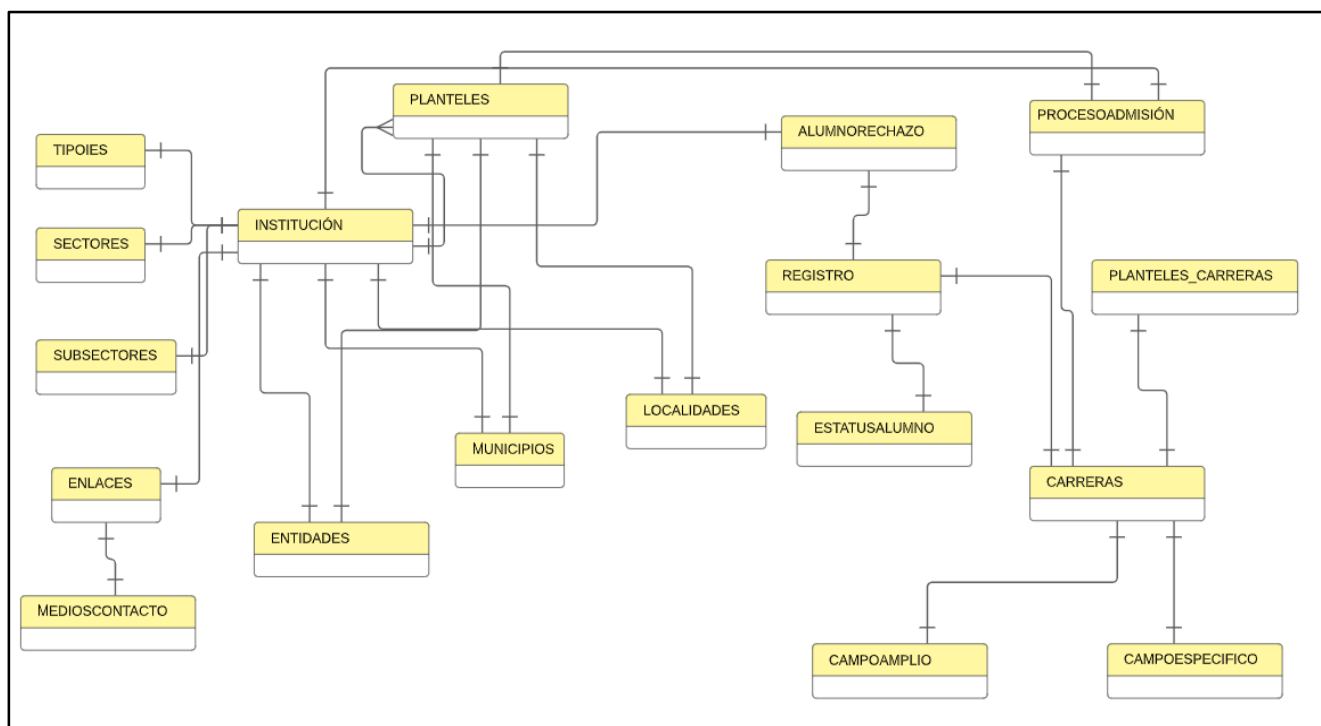 PLANTELES
PROCESOADMISIÓN
ALUMNORECHAZO
TIPOIES
INSTITUCIÓN
SECTORES
REGISTRO
PLANTELES_CARRERAS
SUBSECTORES
LOCALIDADES
ESTATUSALUMNO
MUNICIPIOS
ENLACES
CARRERAS
ENTIDADES
MEDIOSCONTACTO
CAMPOAMPLIO
CAMPOESPECIFICO